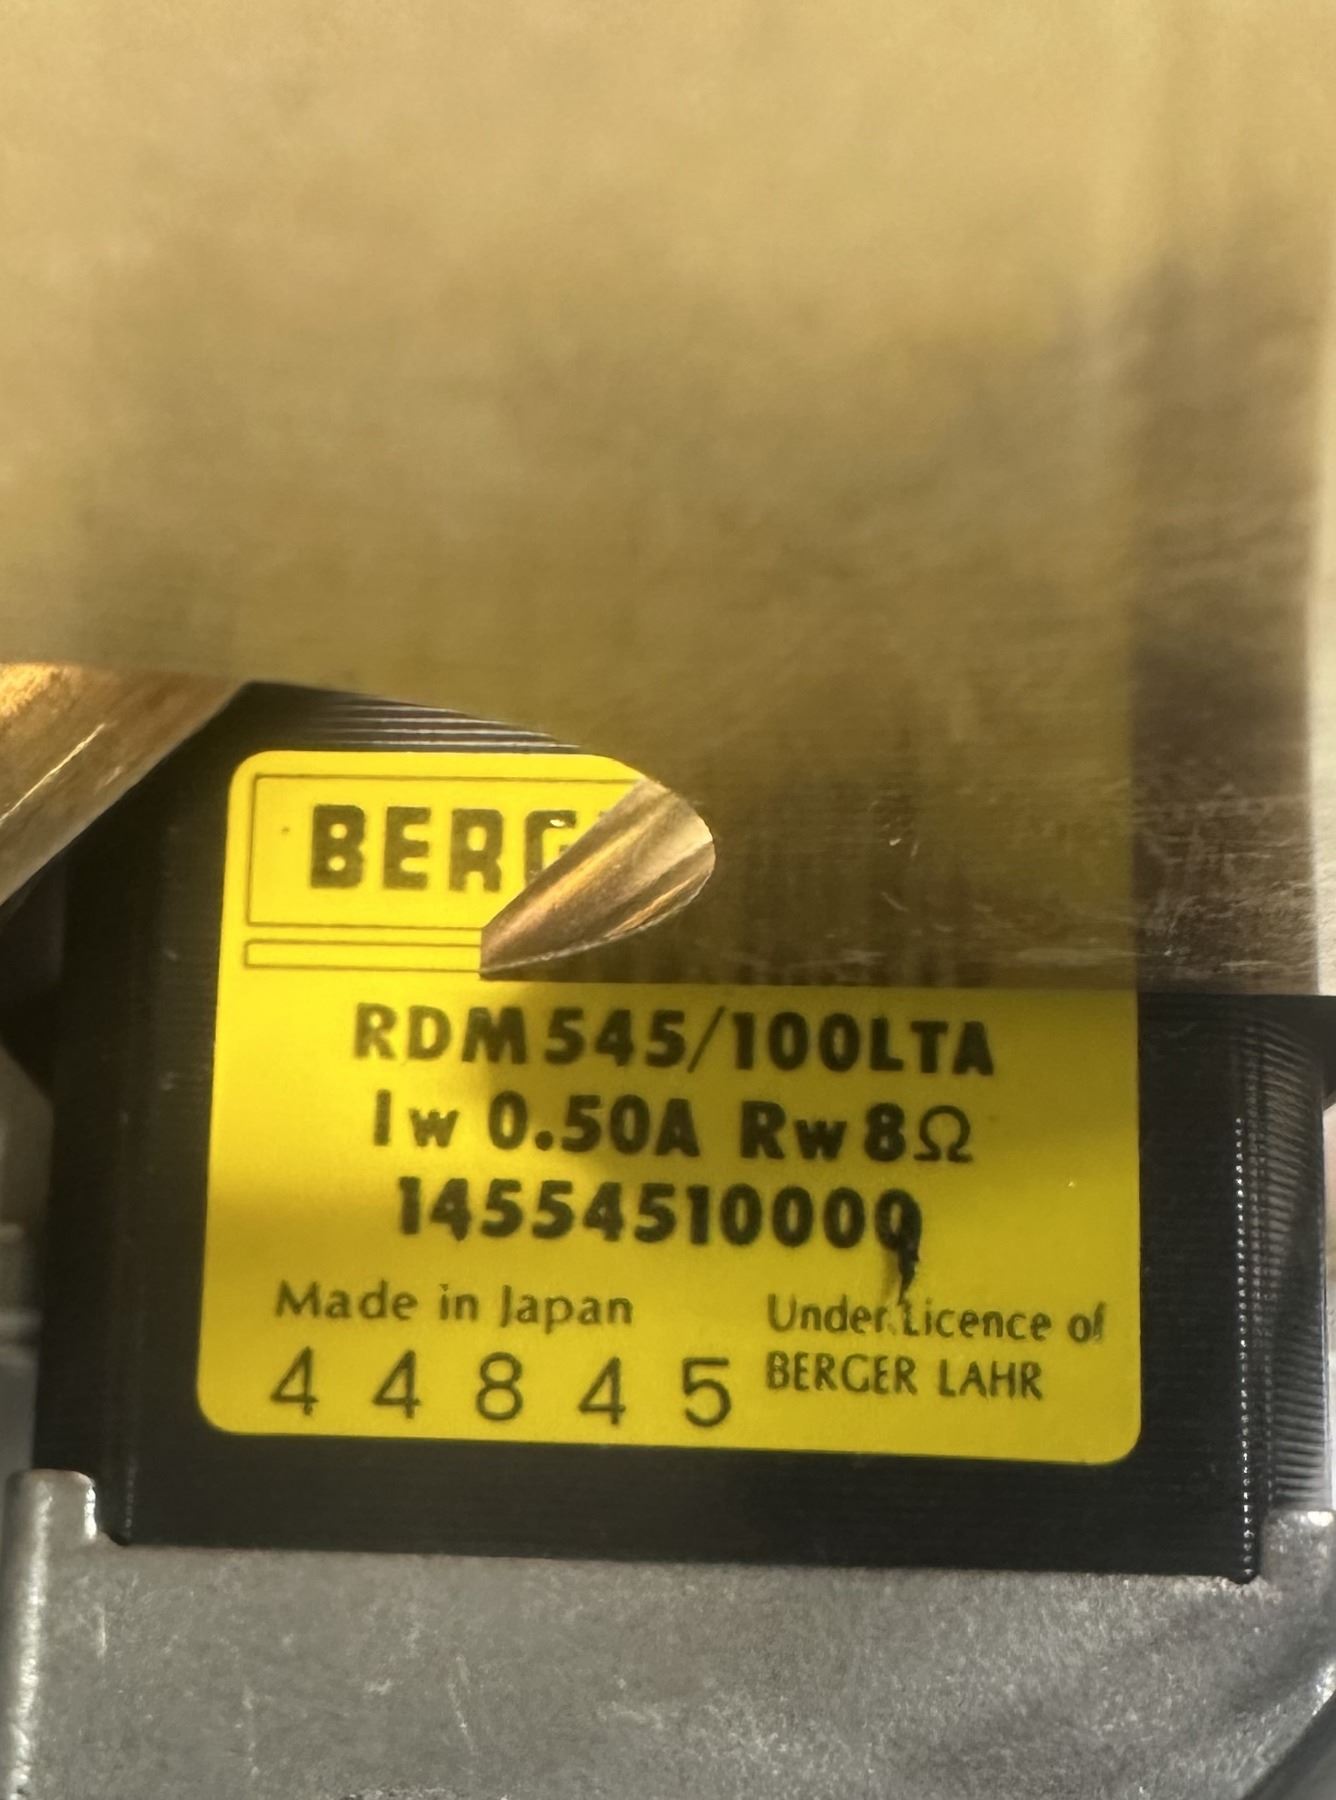 BERG
RDM545/100LTA
Iw 0.50A Rw 8Ω
14554510000
Made in Japan
44845
Under Licence of
BERGER LAHR